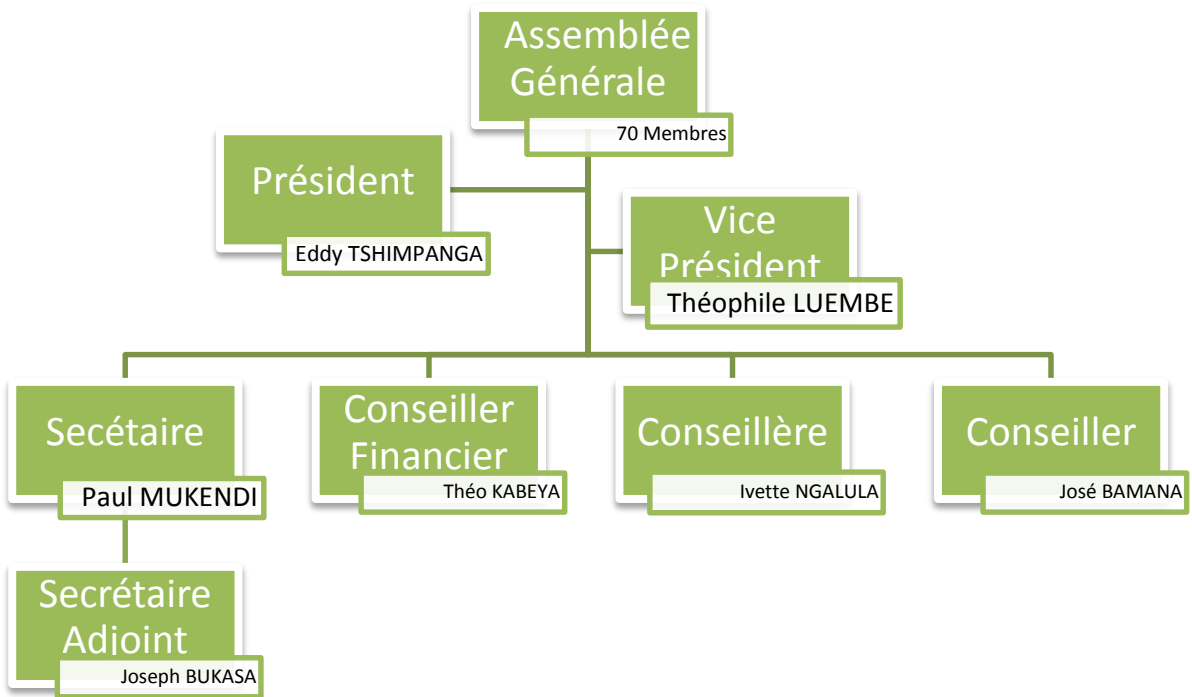 Assemblée
Générale
70 Membres
Président
Eddy TSHIMPANGA
Vice
Président
Théophile LUEMBE
Secétaire
Paul MUKENDI
Conseiller
Financier
Théo KABEYA
Conseillère
Ivette NGALULA
Conseiller
José BAMANA
Secrétaire
Adjoint
Joseph BUKASA